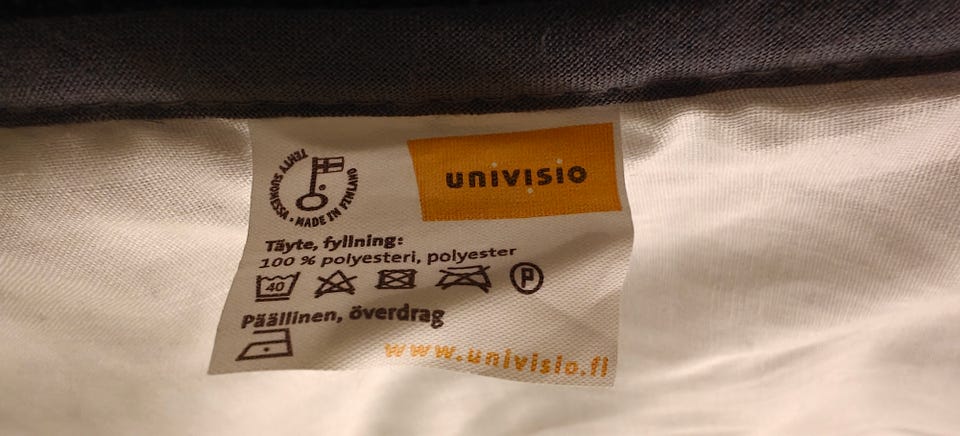 TEHTY SUOMESSA • MADE IN FINLAND
univisio
Täyte, fyllning:
100 % polyesteri, polyester
40
P
Päällinen, överdrag
www.univisio.fi